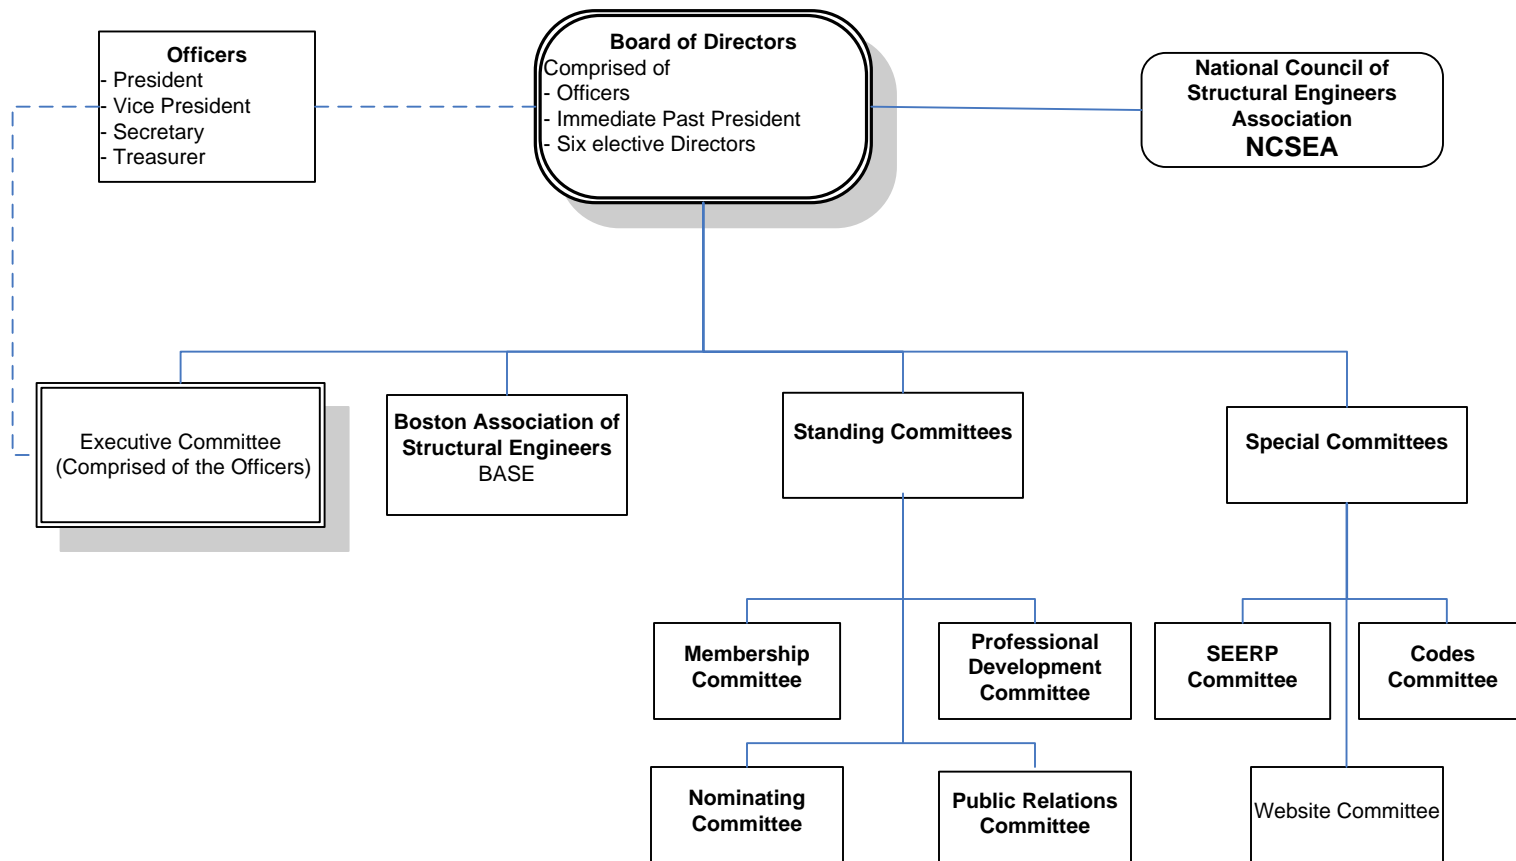 Officers
- President
- Vice President
- Secretary
- Treasurer
Board of Directors
Comprised of
- Officers
- Immediate Past President
- Six elective Directors
National Council of
Structural Engineers
Association
NCSEA
Executive Committee
(Comprised of the Officers)
Boston Association of
Structural Engineers
BASE
Standing Committees
Special Committees
Membership
Committee
Professional
Development
Committee
SEERP
Committee
Codes
Committee
Nominating
Committee
Public Relations
Committee
Website Committee